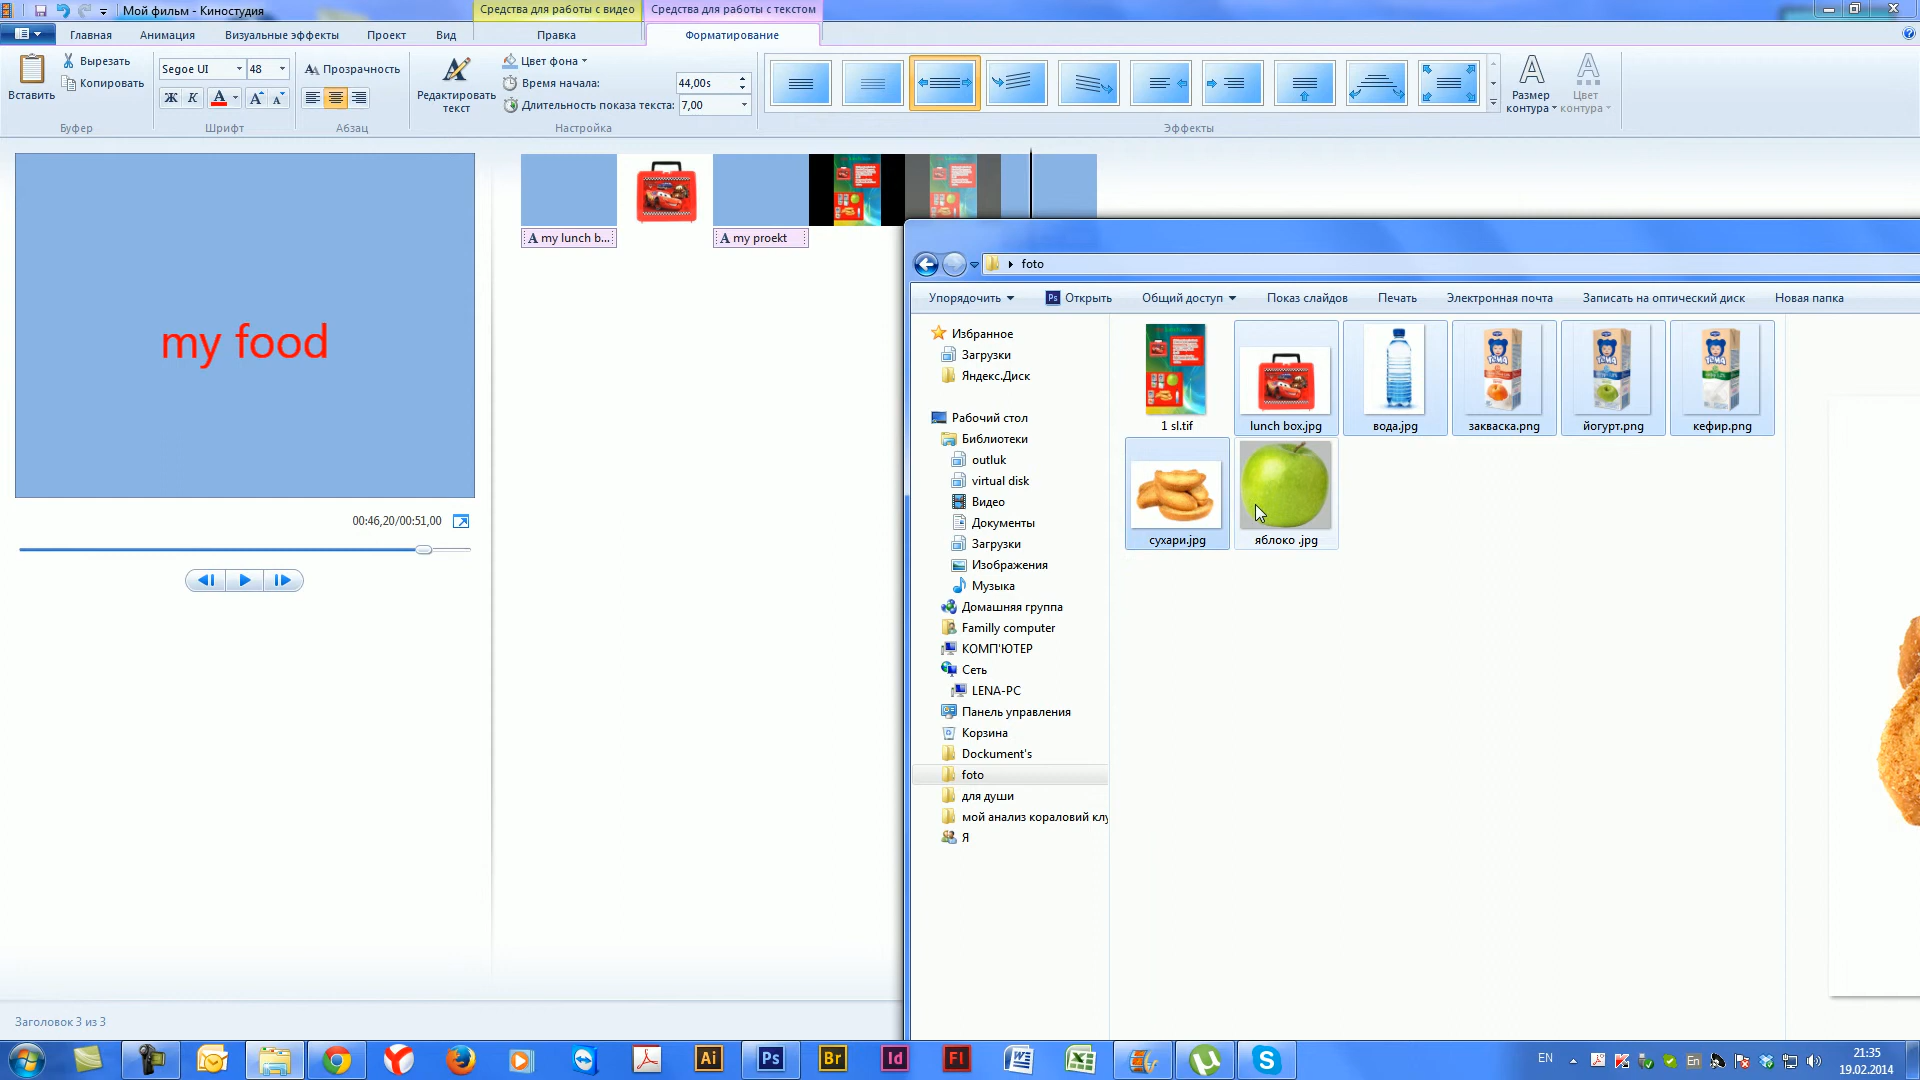 Мой фильм - Киностудия
Средства для работы с видео
Средства для работы с текстом
Главная
Анимация
Визуальные эффекты
Проект
Вид
Правка
Форматирование
Вставить
Вырезать
Копировать
Буфер
Segoe UI
48
Ж
К
A
Шрифт
Прозрачность
Абзац
Редактировать
текст
Цвет фона
Время начала:
44,00s
Длительность показа текста:
7,00
Настройка
Эффекты
Размер
контура
Цвет
контура
my food
00:46,20/00:51,00
A my lunch b...
A my proekt
foto
Упорядочить
Открыть
Общий доступ
Показ слайдов
Печать
Электронная почта
Записать на оптический диск
Новая папка
Избранное
Загрузки
Яндекс.Диск
Рабочий стол
Библиотеки
outluk
virtual disk
Видео
Документы
Загрузки
Изображения
Музыка
Домашняя группа
Familly computer
КОМП'ЮТЕР
Сеть
LENA-PC
Панель управления
Корзина
Dockument's
foto
для души
мой анализ кораловий клу
Я
1 sl.tif
lunch box.jpg
вода.jpg
закваска.png
йогурт.png
кефир.png
сухари.jpg
яблоко .jpg
Заголовок 3 из 3
Ai
Ps
Br
Id
Fl
EN
En
21:35
19.02.2014